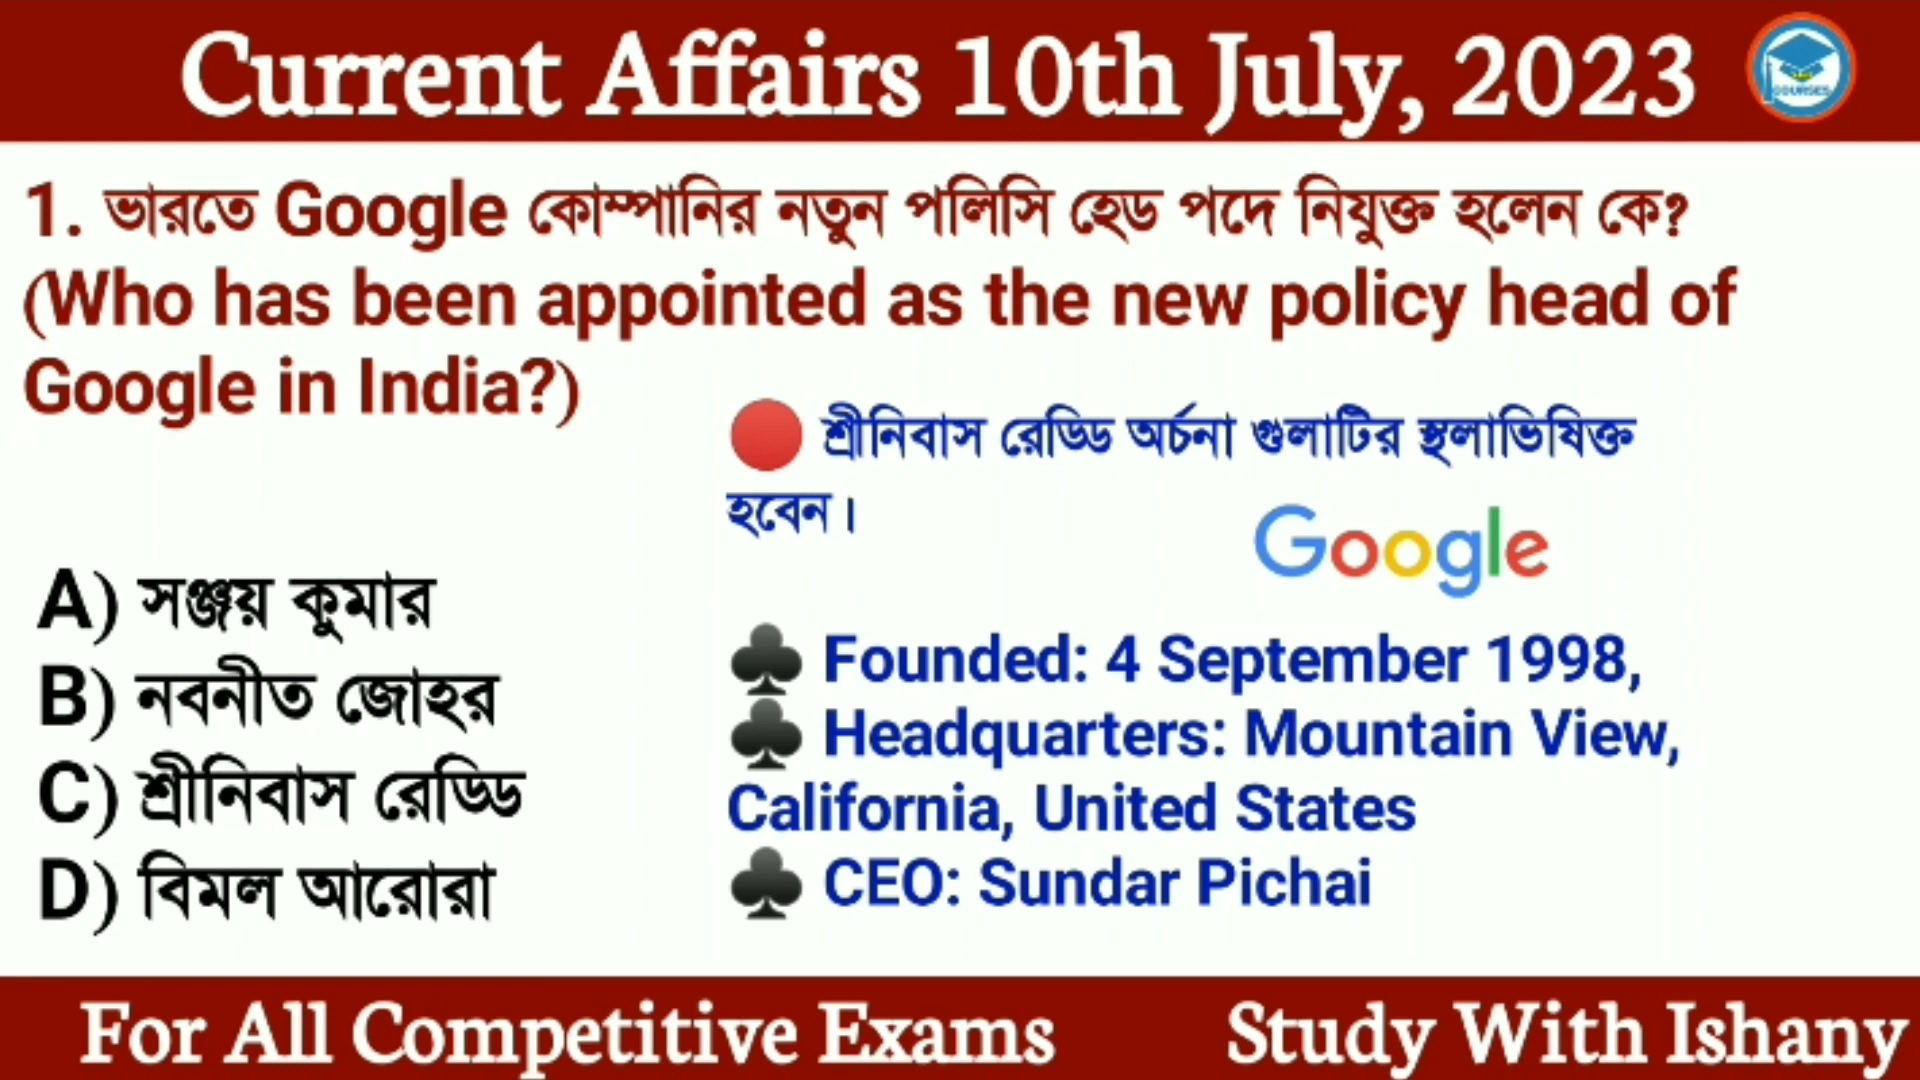 Current Affairs 10th July, 2023
COURSES
1. ভারতে Google কোম্পানির নতুন পলিসি হেড পদে নিযুক্ত হলেন কে?
(Who has been appointed as the new policy head of
Google in India?)
শ্রীনিবাস রেড্ডি অর্চনা গুলাটির স্থলাভিষিক্ত
হবেন।
Google
A) সঞ্জয় কুমার
B) নবনীত জোহর
C) শ্রীনিবাস রেড্ডি
D) বিমল আরোরা
♣ Founded: 4 September 1998,
♣ Headquarters: Mountain View,
California, United States
♣ CEO: Sundar Pichai
For All Competitive Exams
Study With Ishany